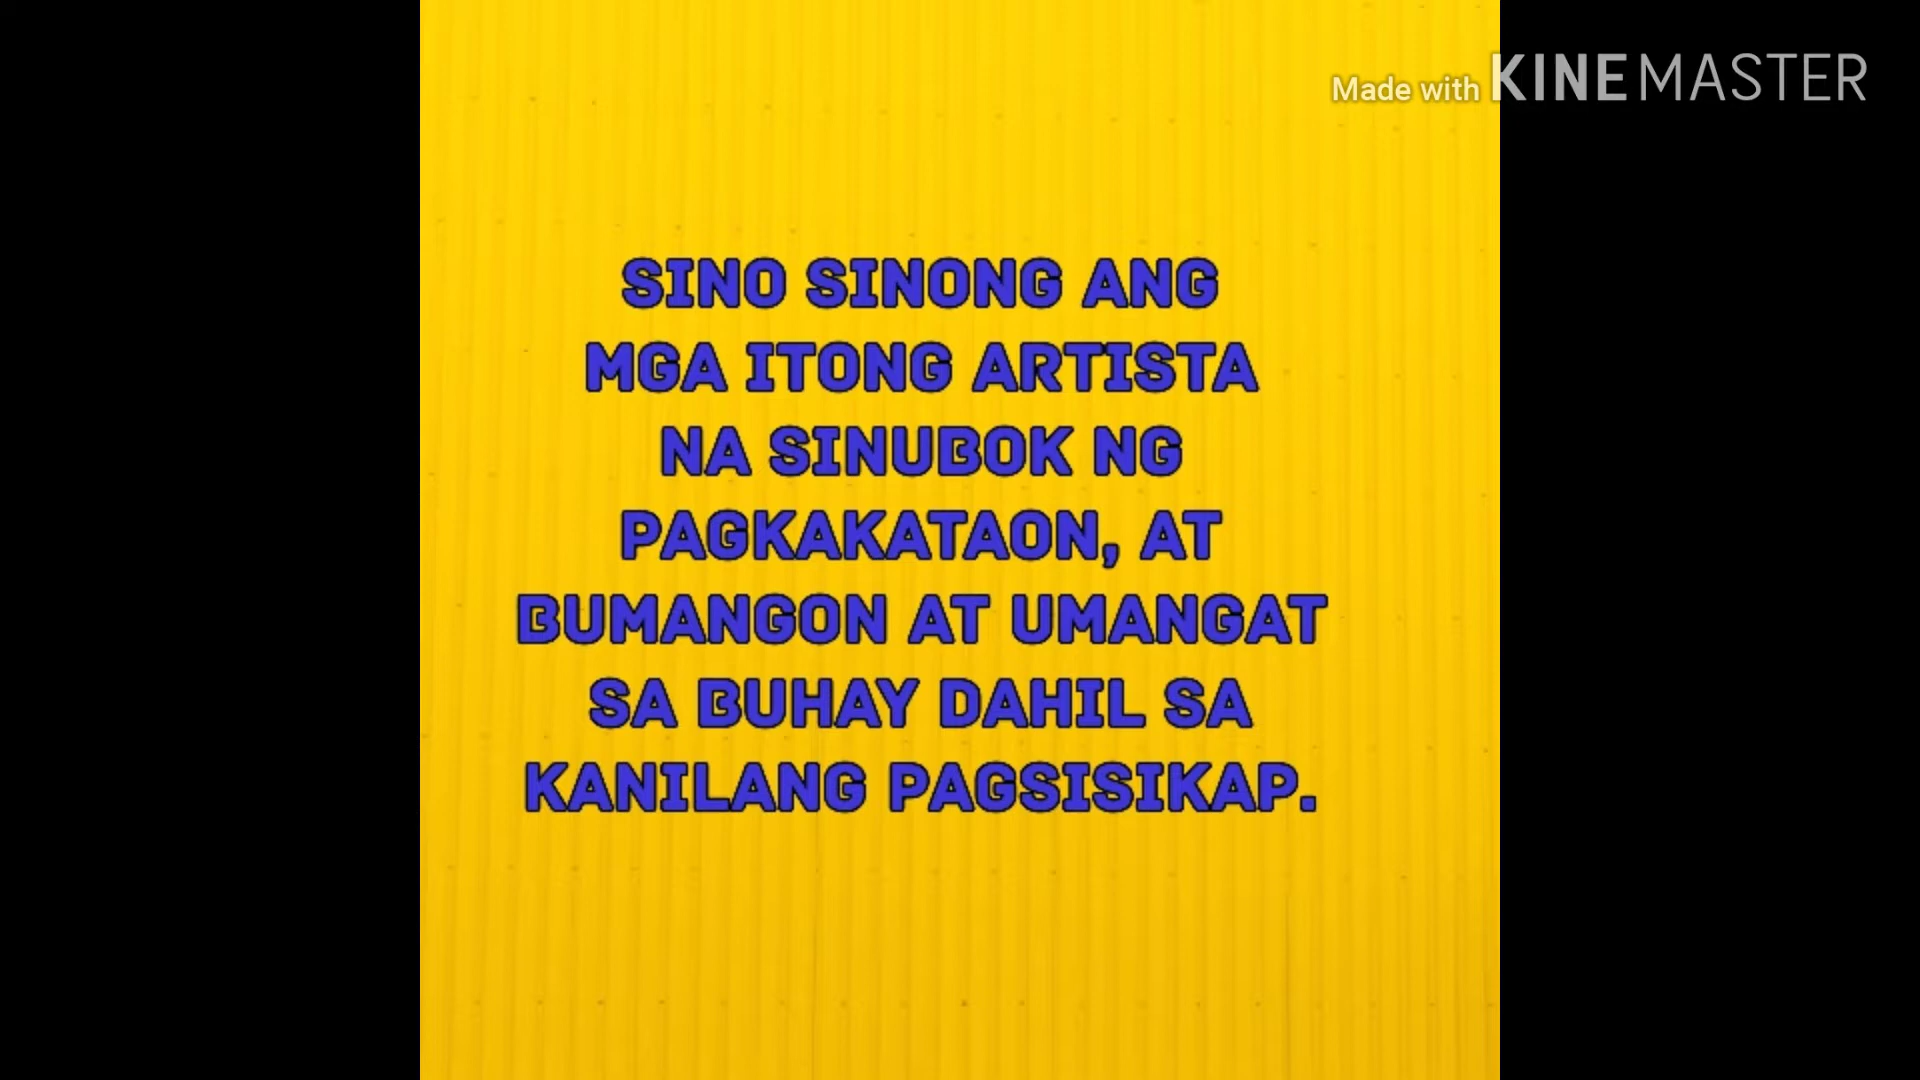 Made with KINEMASTER
SINO SINONG ANG
MGA ITONG ARTISTA
NA SINUBOK NG
PAGKAKATAON, AT
BUMANGON AT UMANGAT
SA BUHAY DAHIL SA
KANILANG PAGSISIKAP.